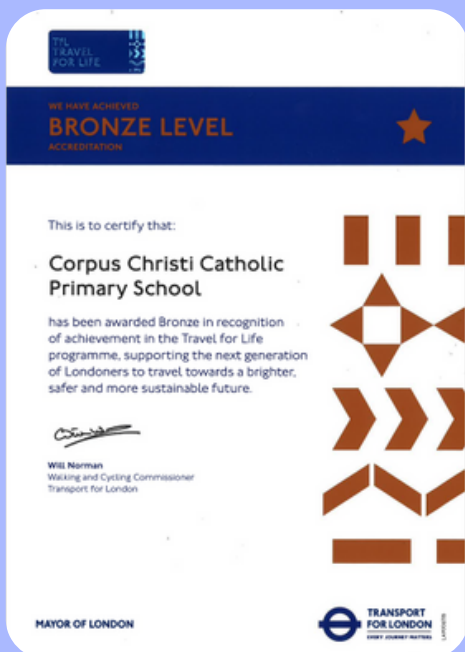 TFL
TRAVEL
FOR LIFE
WE HAVE ACHIEVED
BRONZE LEVEL
ACCREDITATION
This is to certify that:
Corpus Christi Catholic
Primary School
has been awarded Bronze in recognition
of achievement in the Travel for Life
programme, supporting the next generation
of Londoners to travel towards a brighter,
safer and more sustainable future.
Will Norman
Walking and Cycling Commissioner
Transport for London
MAYOR OF LONDON
TRANSPORT
FOR LONDON
EVERY JOURNEY MATTERS